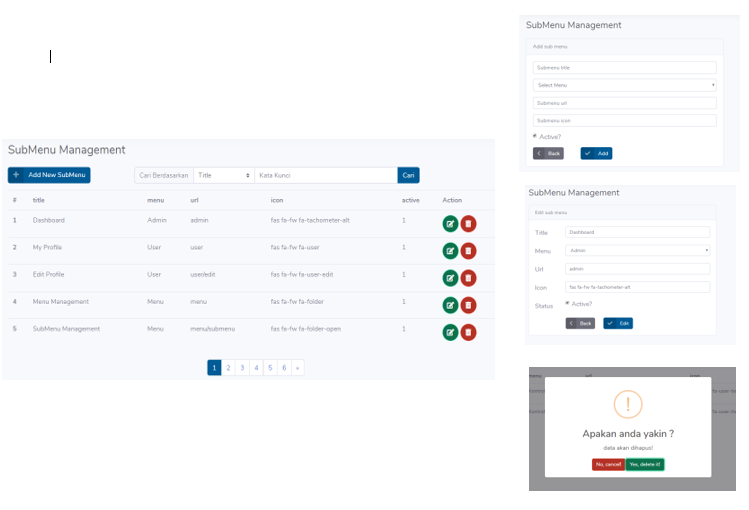 SubMenu Management
Add New SubMenu Cari Berdasarkan Title Kata Kunci Cari
# title menu url icon active Action
1 Dashboard Admin admin fas fa-fw fa-tachometer-alt 1
2 My Profile User user fas fa-fw fa-user 1
3 Edit Profile User user/edit fas fa-fw fa-user-edit 1
4 Menu Management Menu menu fas fa-fw fa-folder 1
5 SubMenu Management Menu menu/submenu fas fa-fw fa-folder-open 1
1 2 3 4 5 6 »
SubMenu Management
Add sub menu
Submenu title
Select Menu
Submenu url
Submenu icon
Active?
Back Add
SubMenu Management
Edit sub menu
Title Dashboard
Menu Admin
Url admin
Icon fas fa-fw fa-tachometer-alt
Status Active?
Back Edit
menu url icon
!
Apakan anda yakin ?
data akan dihapus!
No, cancel! Yes, delete it!